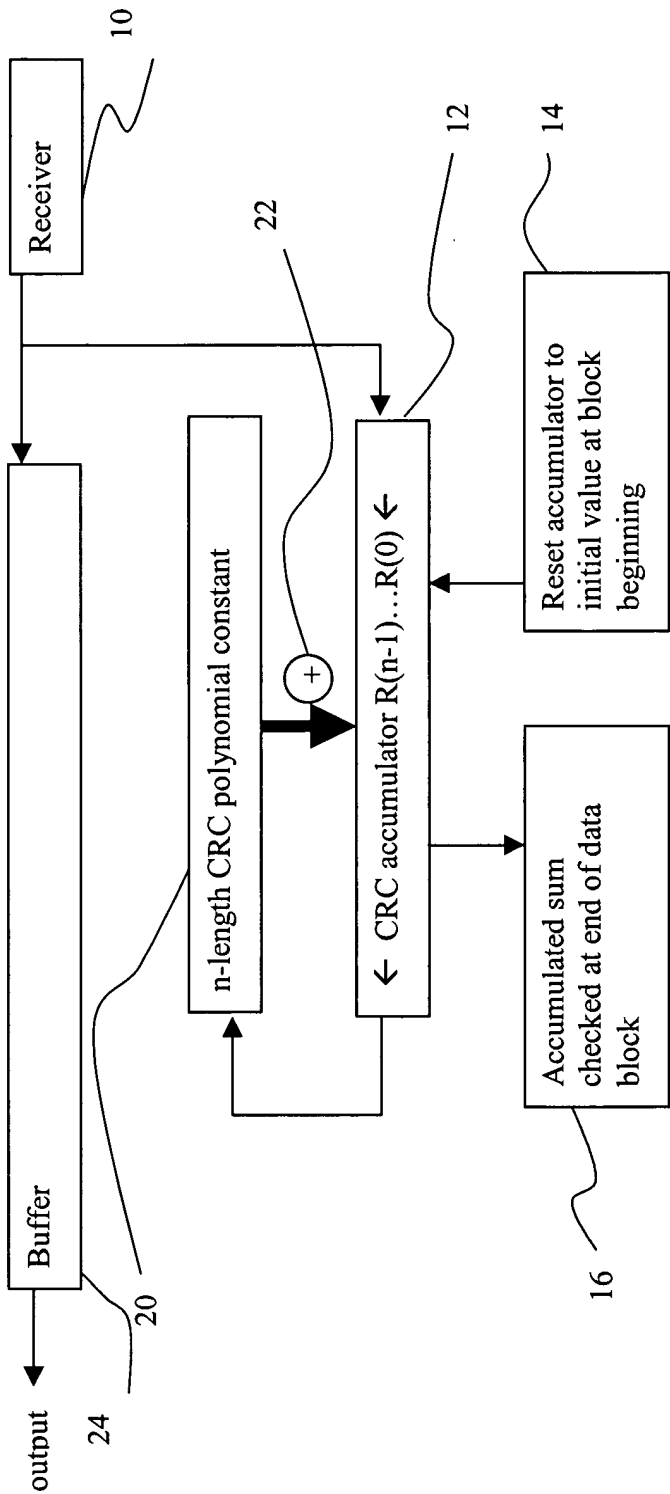 output
Buffer
Receiver
24
20
10
n-length CRC polynomial constant
22
+
← CRC accumulator R(n-1)…R(0) ←
12
Accumulated sum
checked at end of data
block
Reset accumulator to
initial value at block
beginning
16
14